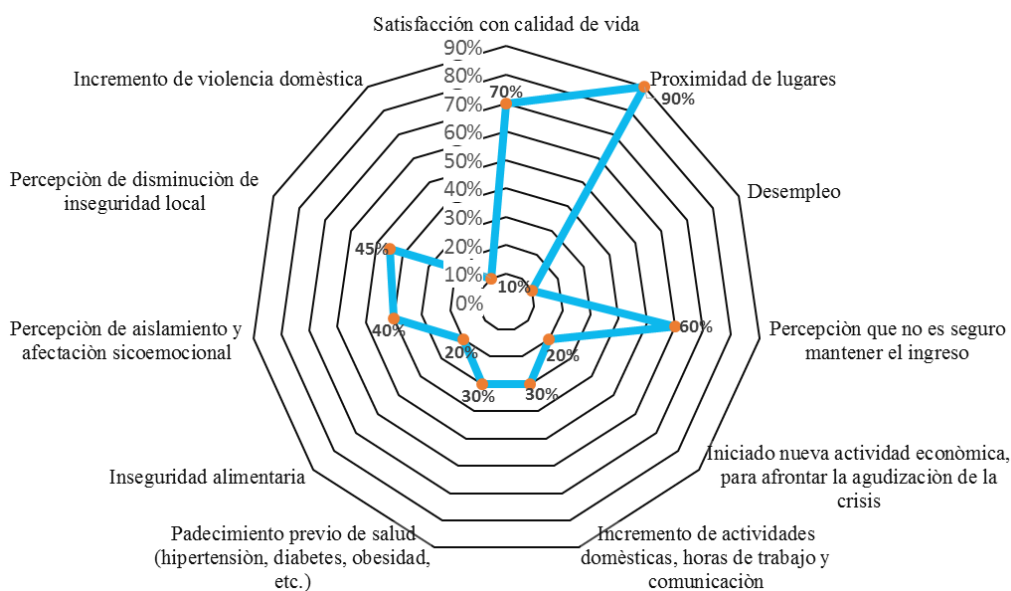 Satisfacción con calidad de vida
90%
80%
70%
60%
50%
40%
30%
20%
10%
0%
70%
Proximidad de lugares
90%
Desempleo
10%
Percepciòn que no es seguro
mantener el ingreso
60%
Iniciado nueva actividad econòmica,
para afrontar la agudizaciòn de la
crisis
20%
Incremento de actividades
domèsticas, horas de trabajo y
comunicaciòn
30%
Padecimiento previo de salud
(hipertensiòn, diabetes, obesidad,
etc.)
30%
Inseguridad alimentaria
20%
Percepciòn de aislamiento y
afectaciòn sicoemocional
40%
Percepciòn de disminuciòn de
inseguridad local
45%
Incremento de violencia domèstica